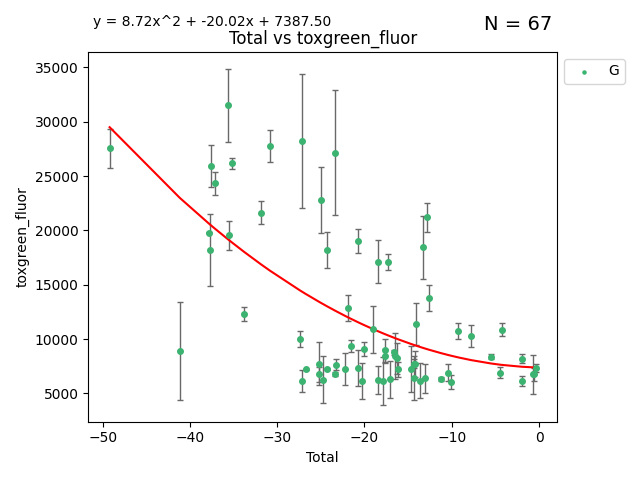 y = 8.72x^2 + -20.02x + 7387.50
N = 67
Total vs toxgreen_fluor
G
toxgreen_fluor
35000
30000
25000
20000
15000
10000
5000
−50 −40 −30 −20 −10 0
Total